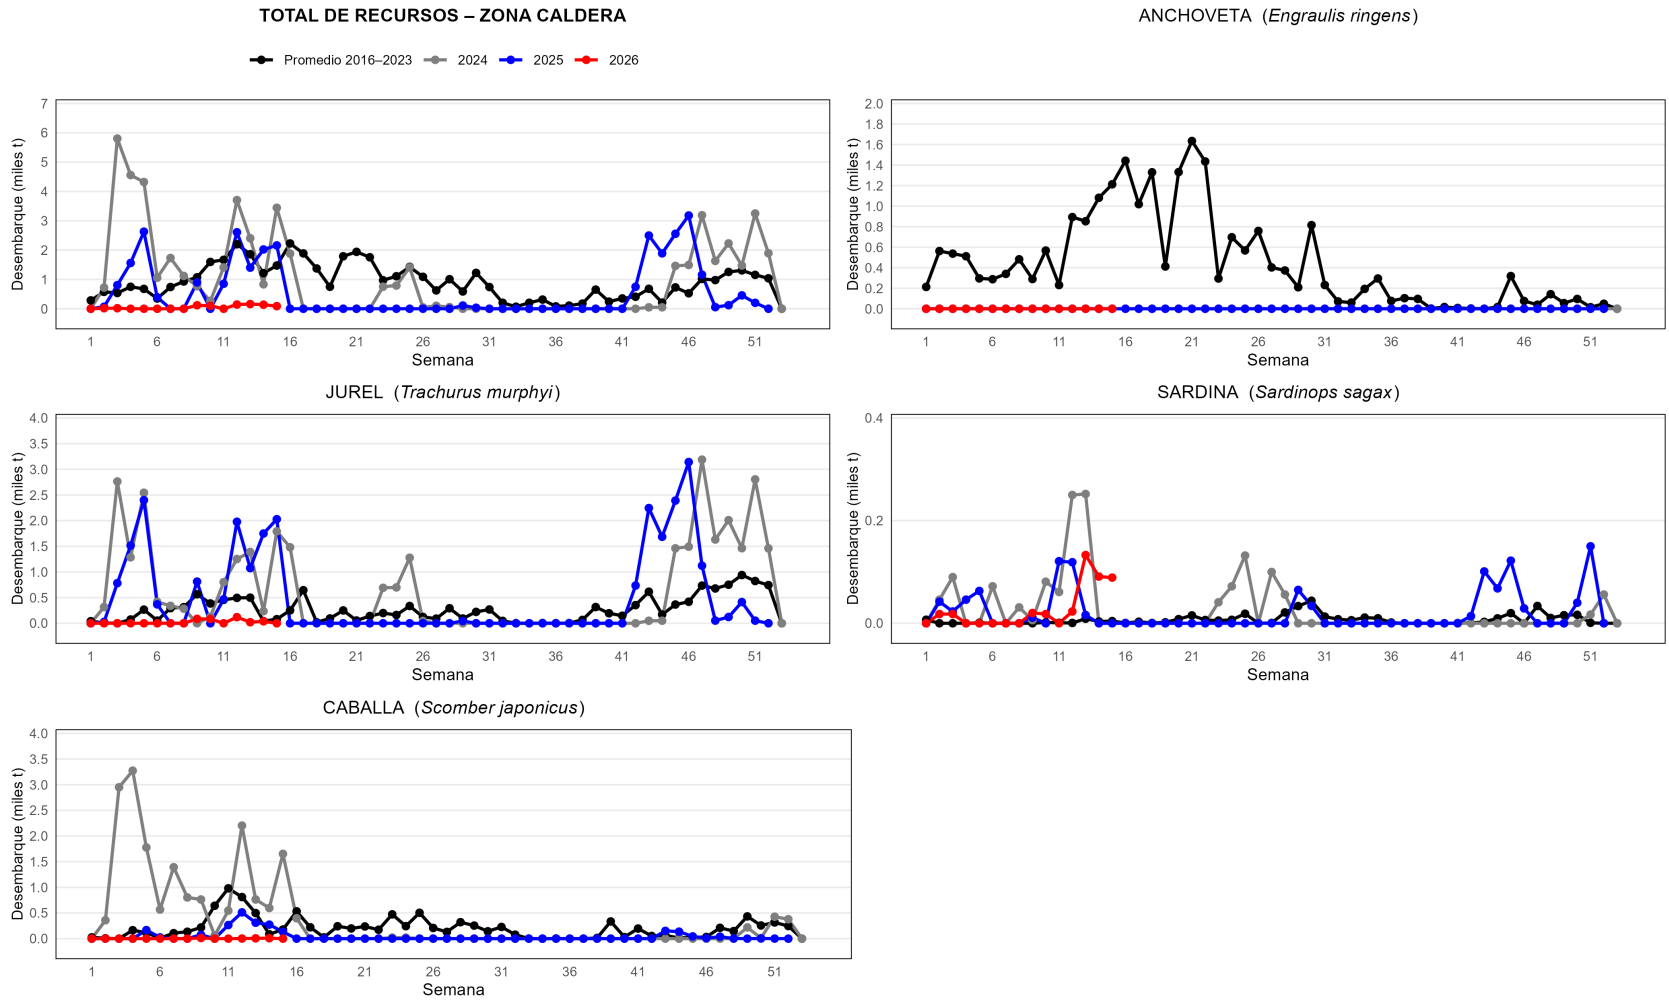 TOTAL DE RECURSOS – ZONA CALDERA
Promedio 2016–2023 2024 2025 2026
7
6
5
4
3
2
1
0
Desembarque (miles t)
1 6 11 16 21 26 31 36 41 46 51
Semana
ANCHOVETA (Engraulis ringens)
2.0
1.8
1.6
1.4
1.2
1.0
0.8
0.6
0.4
0.2
0.0
Desembarque (miles t)
1 6 11 16 21 26 31 36 41 46 51
Semana
JUREL (Trachurus murphyi)
4.0
3.5
3.0
2.5
2.0
1.5
1.0
0.5
0.0
Desembarque (miles t)
1 6 11 16 21 26 31 36 41 46 51
Semana
SARDINA (Sardinops sagax)
0.4
0.2
0.0
Desembarque (miles t)
1 6 11 16 21 26 31 36 41 46 51
Semana
CABALLA (Scomber japonicus)
4.0
3.5
3.0
2.5
2.0
1.5
1.0
0.5
0.0
Desembarque (miles t)
1 6 11 16 21 26 31 36 41 46 51
Semana